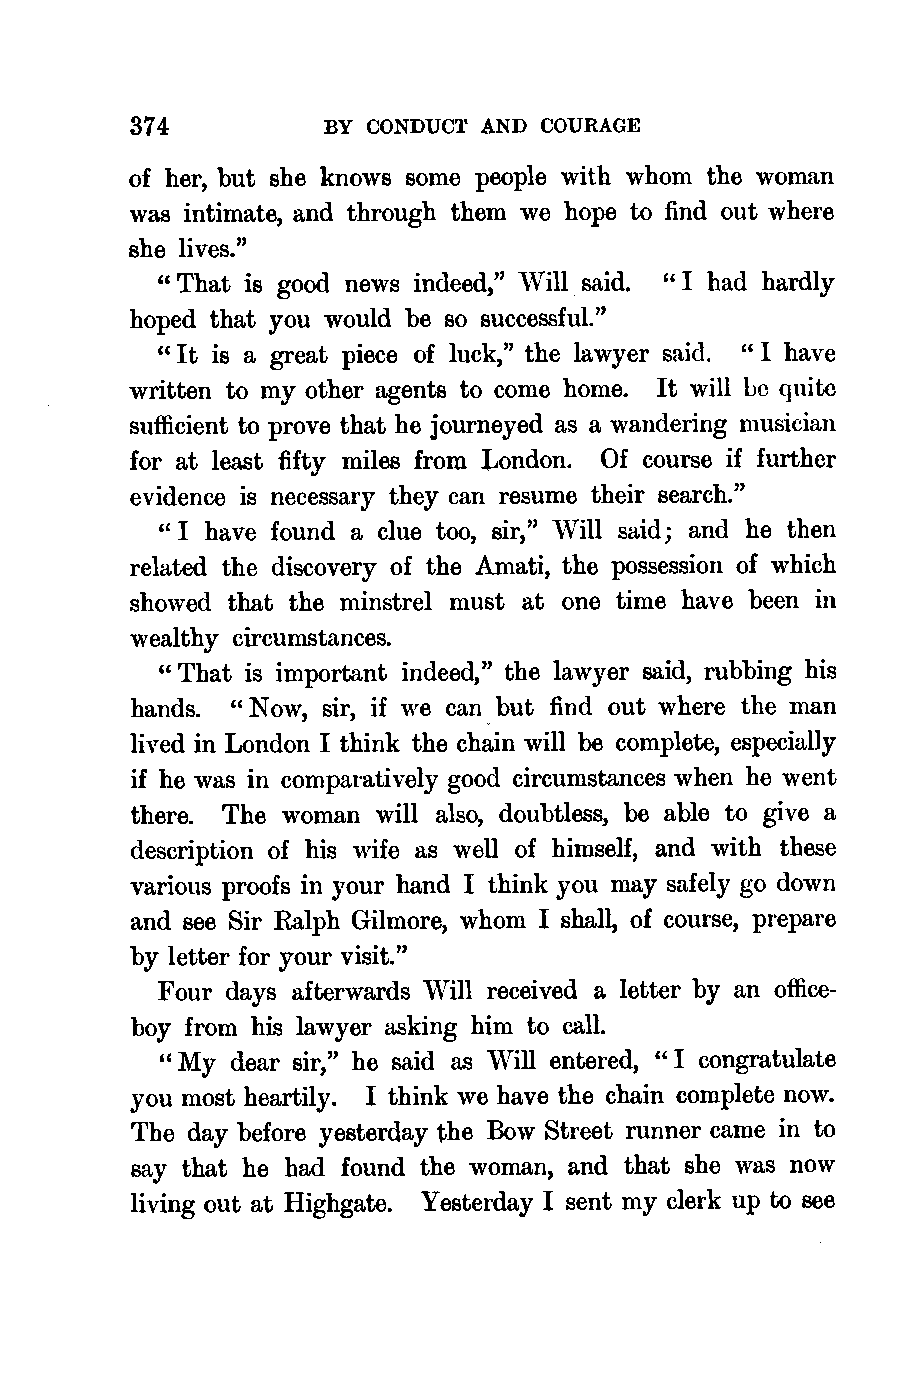 374 BY CONDUCT AND COURAGE
of her, but she knows some people with whom the woman
was intimate, and through them we hope to find out where
she lives."
"That is good news indeed," Will said. "I had hardly
hoped that you would be so successful."
"It is a great piece of luck," the lawyer said. "I have
written to my other agents to come home. It will be quite
sufficient to prove that he journeyed as a wandering musician
for at least fifty miles from London. Of course if further
evidence is necessary they can resume their search."
"I have found a clue too, sir," Will said; and he then
related the discovery of the Amati, the possession of which
showed that the minstrel must at one time have been in
wealthy circumstances.
"That is important indeed," the lawyer said, rubbing his
hands. "Now, sir, if we can but find out where the man
lived in London I think the chain will be complete, especially
if he was in comparatively good circumstances when he went
there. The woman will also, doubtless, be able to give a
description of his wife as well of himself, and with these
various proofs in your hand I think you may safely go down
and see Sir Ralph Gilmore, whom I shall, of course, prepare
by letter for your visit."
Four days afterwards Will received a letter by an office-
boy from his lawyer asking him to call.
"My dear sir," he said as Will entered, "I congratulate
you most heartily. I think we have the chain complete now.
The day before yesterday the Bow Street runner came in to
say that he had found the woman, and that she was now
living out at Highgate. Yesterday I sent my clerk up to see